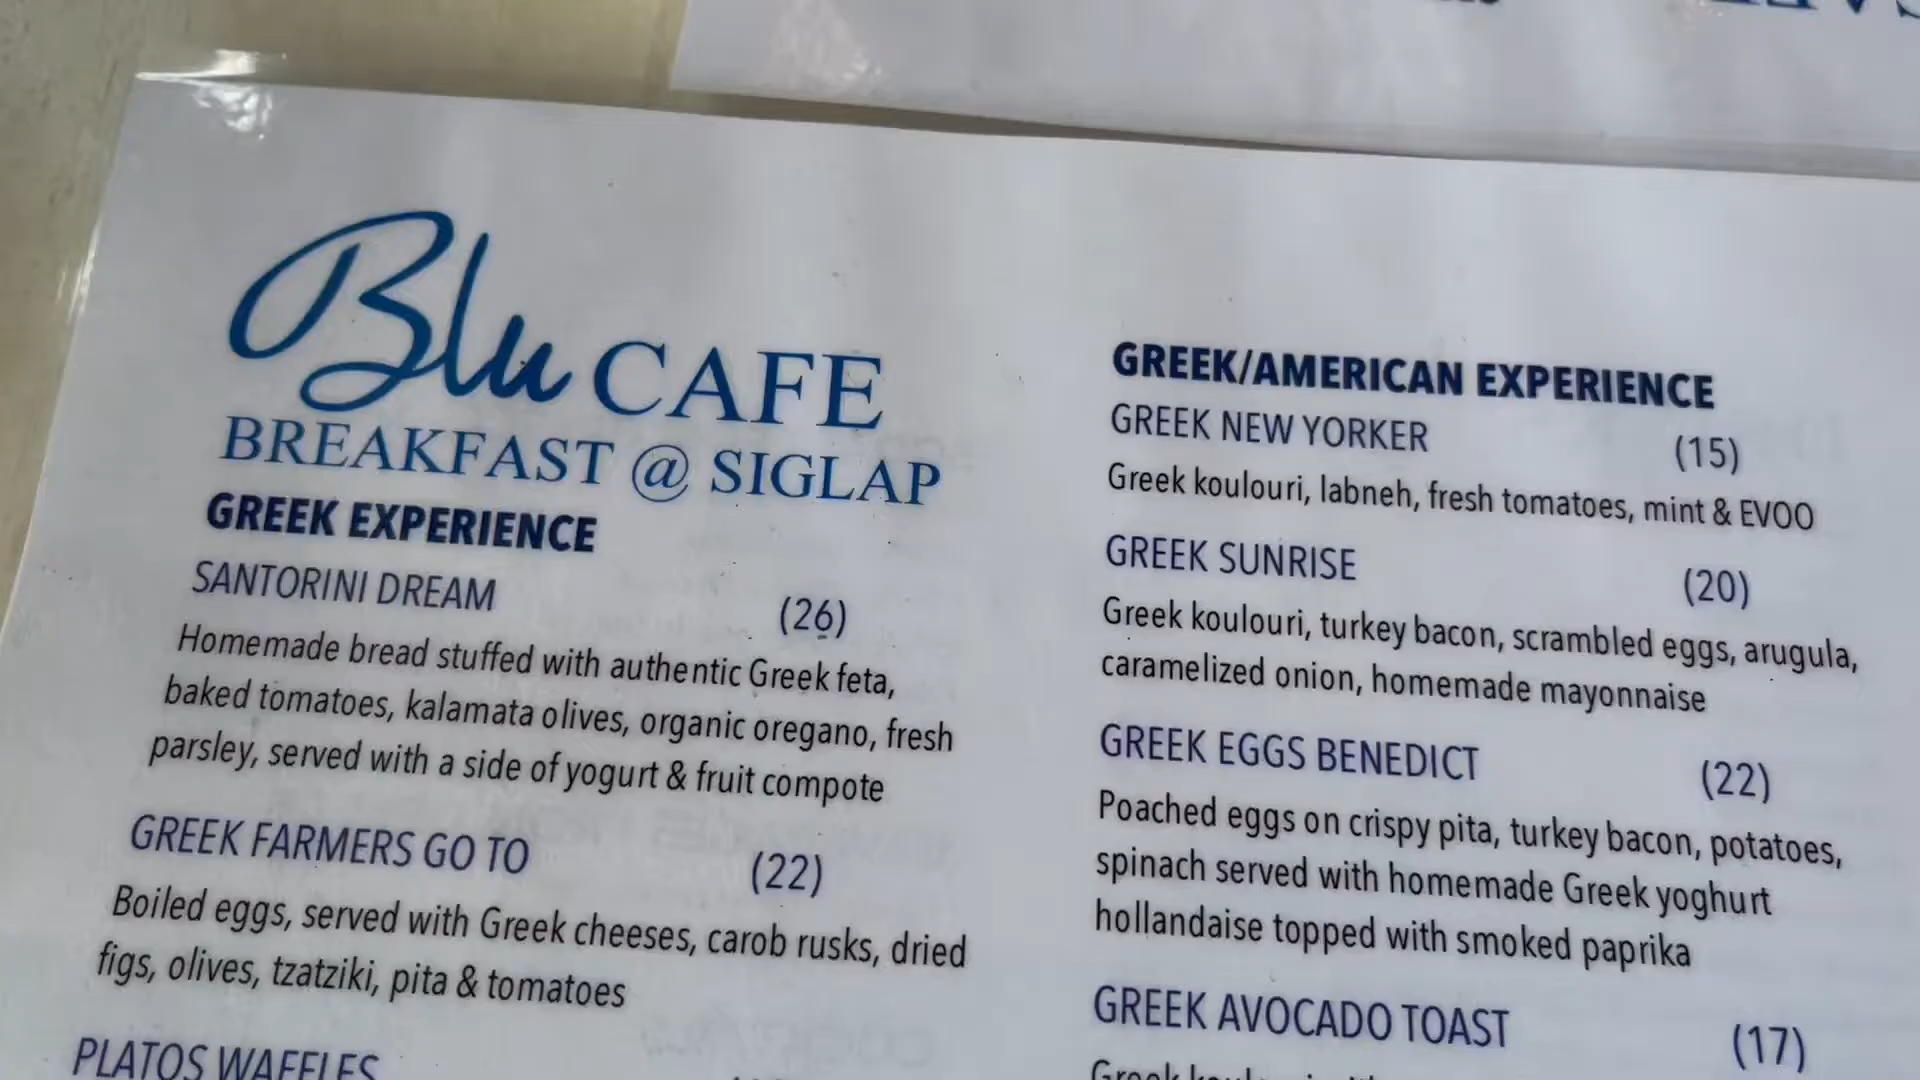 Blu CAFE
BREAKFAST @ SIGLAP
GREEK EXPERIENCE
SANTORINI DREAM (26)
Homemade bread stuffed with authentic Greek feta,
baked tomatoes, kalamata olives, organic oregano, fresh
parsley, served with a side of yogurt & fruit compote
GREEK FARMERS GO TO (22)
Boiled eggs, served with Greek cheeses, carob rusks, dried
figs, olives, tzatziki, pita & tomatoes
PLATOS WAFFLES
GREEK/AMERICAN EXPERIENCE
GREEK NEW YORKER (15)
Greek koulouri, labneh, fresh tomatoes, mint & EVOO
GREEK SUNRISE (20)
Greek koulouri, turkey bacon, scrambled eggs, arugula,
caramelized onion, homemade mayonnaise
GREEK EGGS BENEDICT (22)
Poached eggs on crispy pita, turkey bacon, potatoes,
spinach served with homemade Greek yoghurt
hollandaise topped with smoked paprika
GREEK AVOCADO TOAST (17)